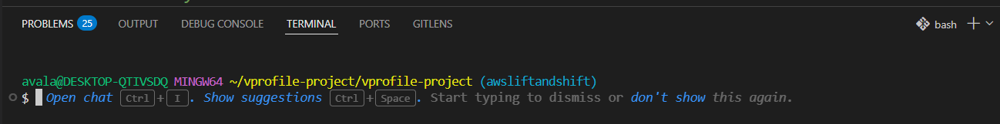 PROBLEMS 25 OUTPUT DEBUG CONSOLE TERMINAL PORTS GITLENS bash
avala@DESKTOP-QTIVSDQ MINGW64 ~/vprofile-project/vprofile-project (awsliftandshift)
$ Open chat Ctrl+I. Show suggestions Ctrl+Space. Start typing to dismiss or don't show this again.